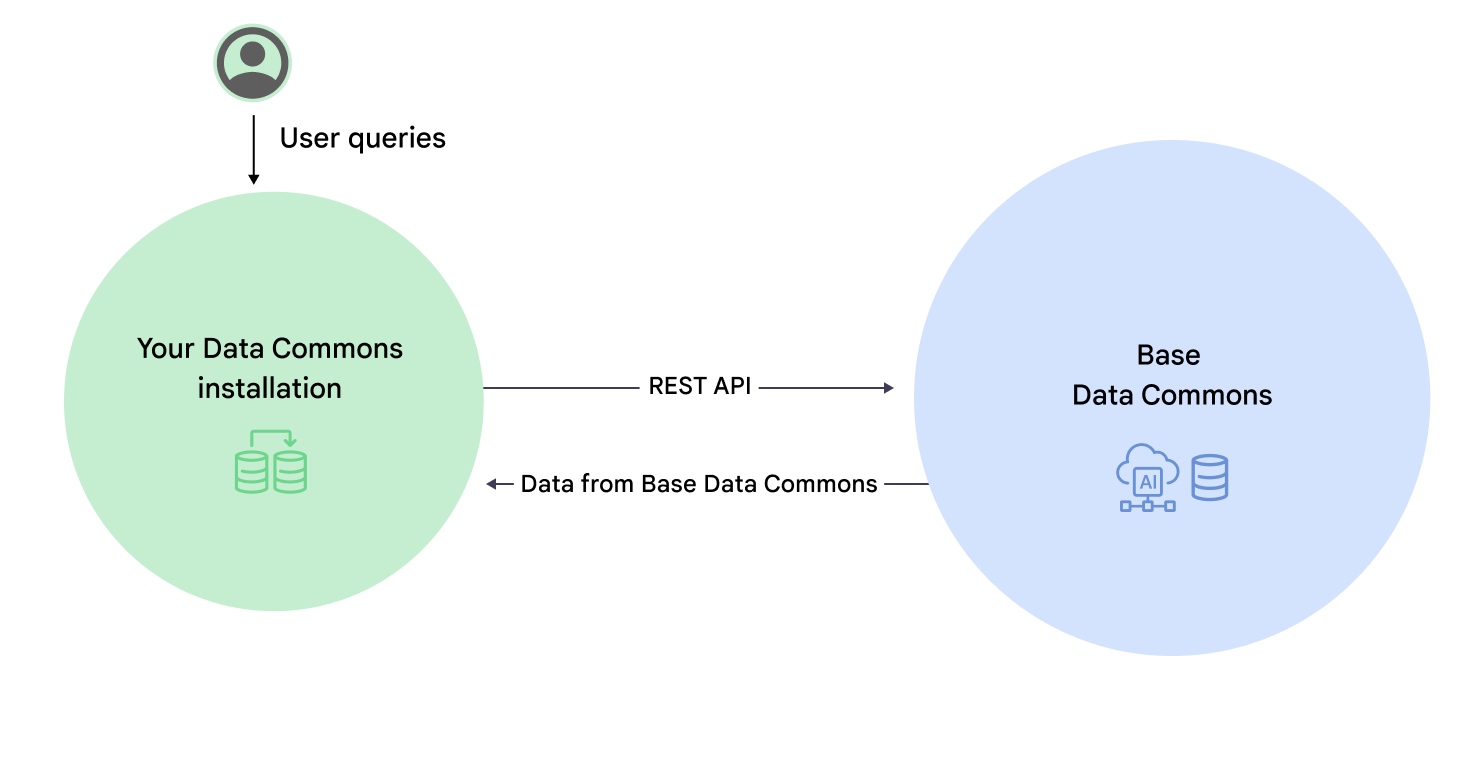 User queries
Your Data Commons
installation
REST API
Data from Base Data Commons
Base
Data Commons
AI